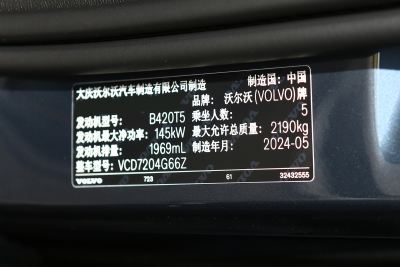 大庆沃尔沃汽车制造有限公司制造 制造国：中国
品牌：沃尔沃(VOLVO)牌
发动机型号：B420T5 乘坐人数：5
发动机最大净功率：145kW 最大允许总质量：2190kg
发动机排量：1969mL 制造年月：2024-05
整车型号：VCD7204G66Z
VOLVO 723 61 32432555